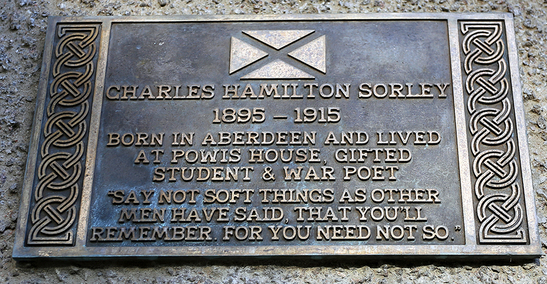 CHARLES HAMILTON SORLEY
1895 – 1915
BORN IN ABERDEEN AND LIVED
AT POWIS HOUSE, GIFTED
STUDENT & WAR POET
"SAY NOT SOFT THINGS AS OTHER
MEN HAVE SAID, THAT YOU'LL
REMEMBER. FOR YOU NEED NOT SO."